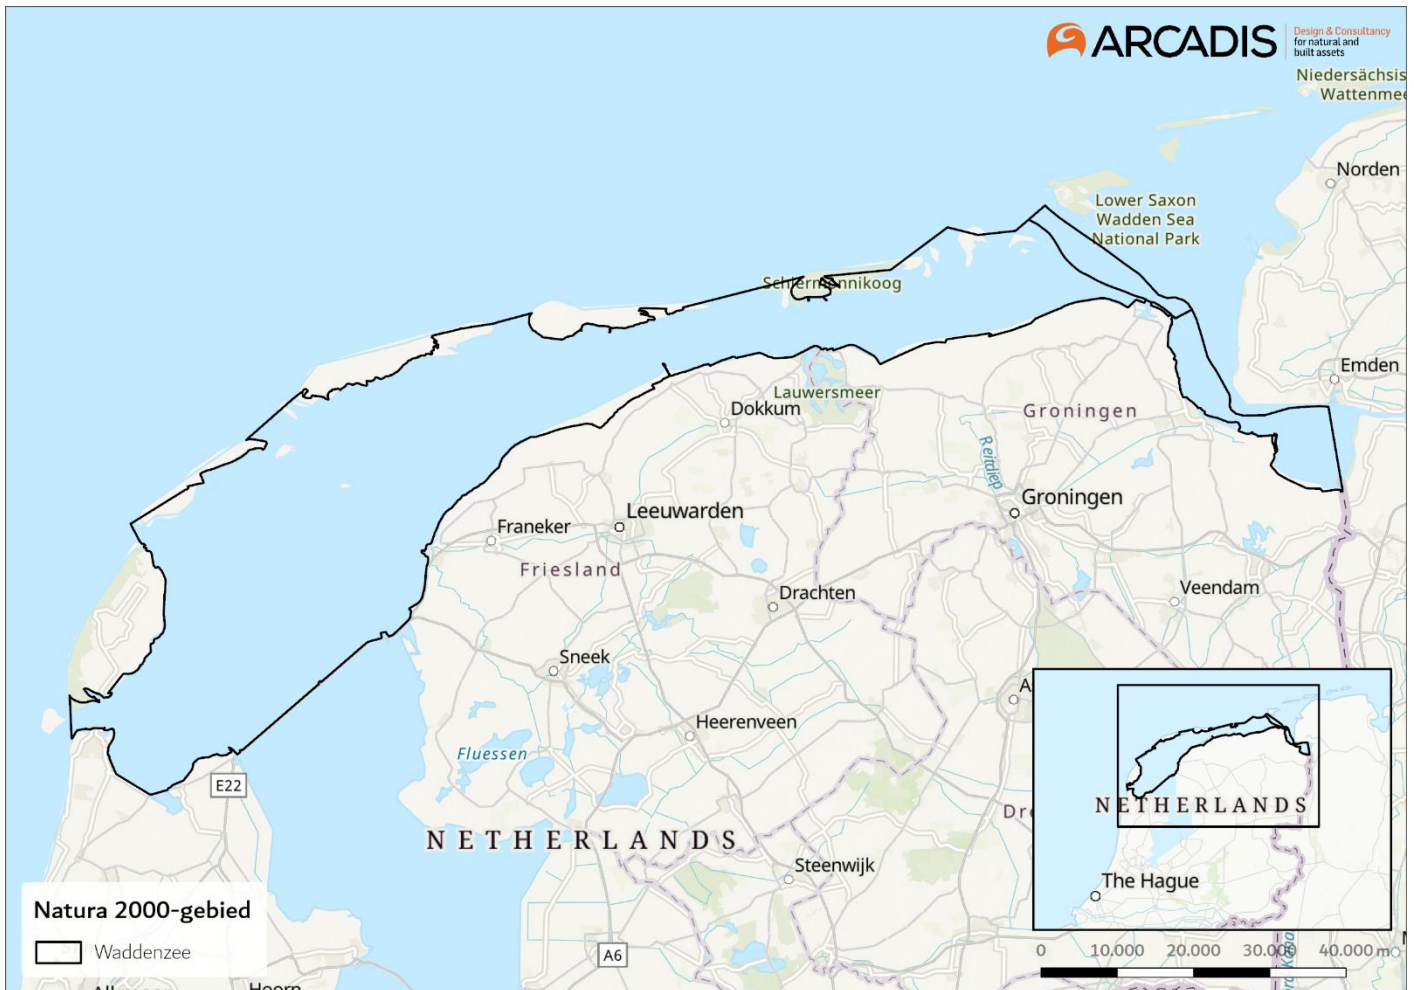 ARCADIS
Design & Consultancy
for natural and
built assets
Norden
Lower Saxon
Wadden Sea
National Park
Schiermonnikoog
Emden
Lauwersmeer
Dokkum
Groningen
Reitdiep
Leeuwarden
Groningen
Franeker
Friesland
Drachten
Veendam
Sneek
Heerenveen
Fluessen
E22
NETHERLANDS
Steenwijk
A6
NETHERLANDS
The Hague
Natura 2000-gebied
Waddenzee
0 10.000 20.000 30.000 40.000 m